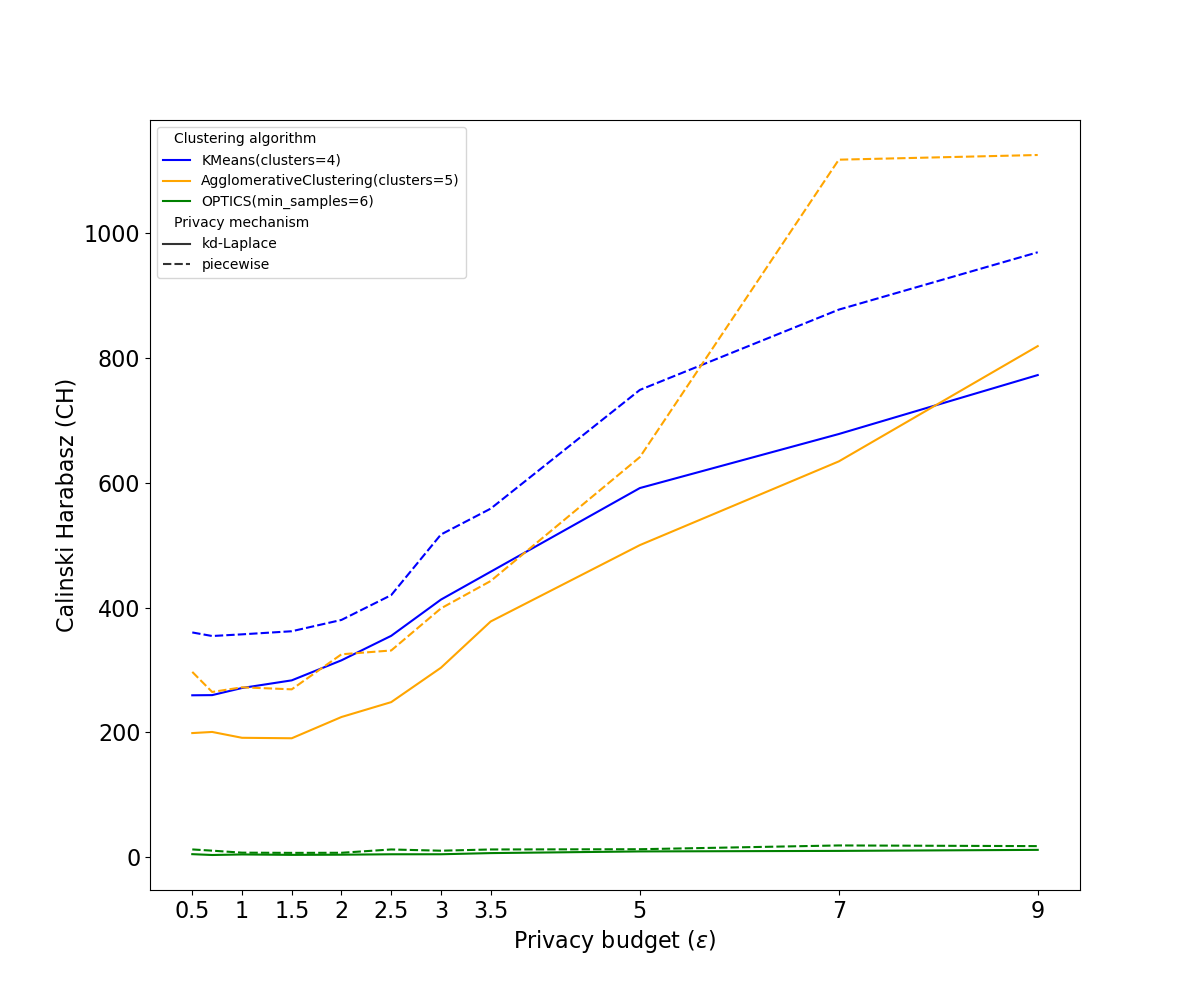 Clustering algorithm
KMeans(clusters=4)
AgglomerativeClustering(clusters=5)
OPTICS(min_samples=6)
Privacy mechanism
kd-Laplace
piecewise
1000
800
600
400
200
0
Calinski Harabasz (CH)
0.5 1 1.5 2 2.5 3 3.5 5 7 9
Privacy budget (ε)